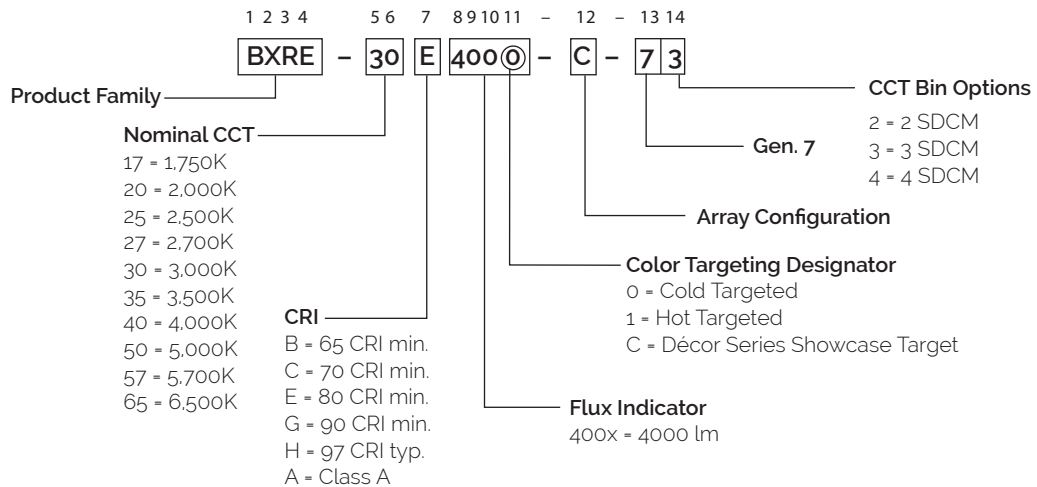 1 2 3 4 5 6 7 8 9 10 11 – 12 – 13 14
BXRE – 30 E 4000 – C – 7 3
Product Family
Nominal CCT
17 = 1,750K
20 = 2,000K
25 = 2,500K
27 = 2,700K
30 = 3,000K
35 = 3,500K
40 = 4,000K
50 = 5,000K
57 = 5,700K
65 = 6,500K
CRI
B = 65 CRI min.
C = 70 CRI min.
E = 80 CRI min.
G = 90 CRI min.
H = 97 CRI typ.
A = Class A
Flux Indicator
400x = 4000 lm
Color Targeting Designator
0 = Cold Targeted
1 = Hot Targeted
C = Décor Series Showcase Target
Array Configuration
Gen. 7
CCT Bin Options
2 = 2 SDCM
3 = 3 SDCM
4 = 4 SDCM